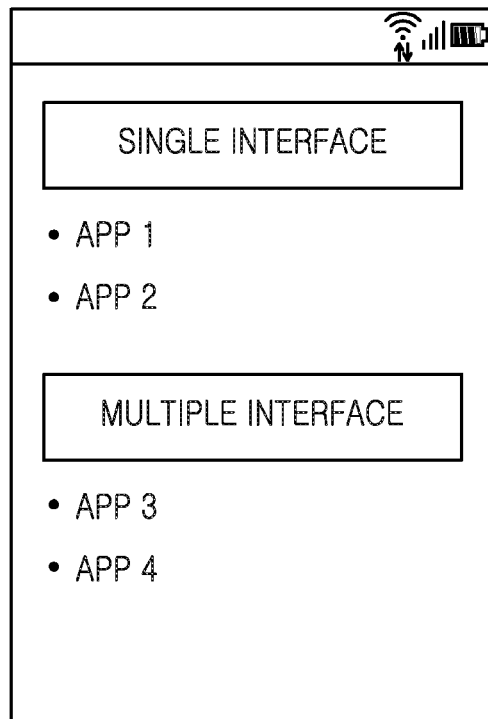 SINGLE INTERFACE
• APP 1
• APP 2
MULTIPLE INTERFACE
• APP 3
• APP 4